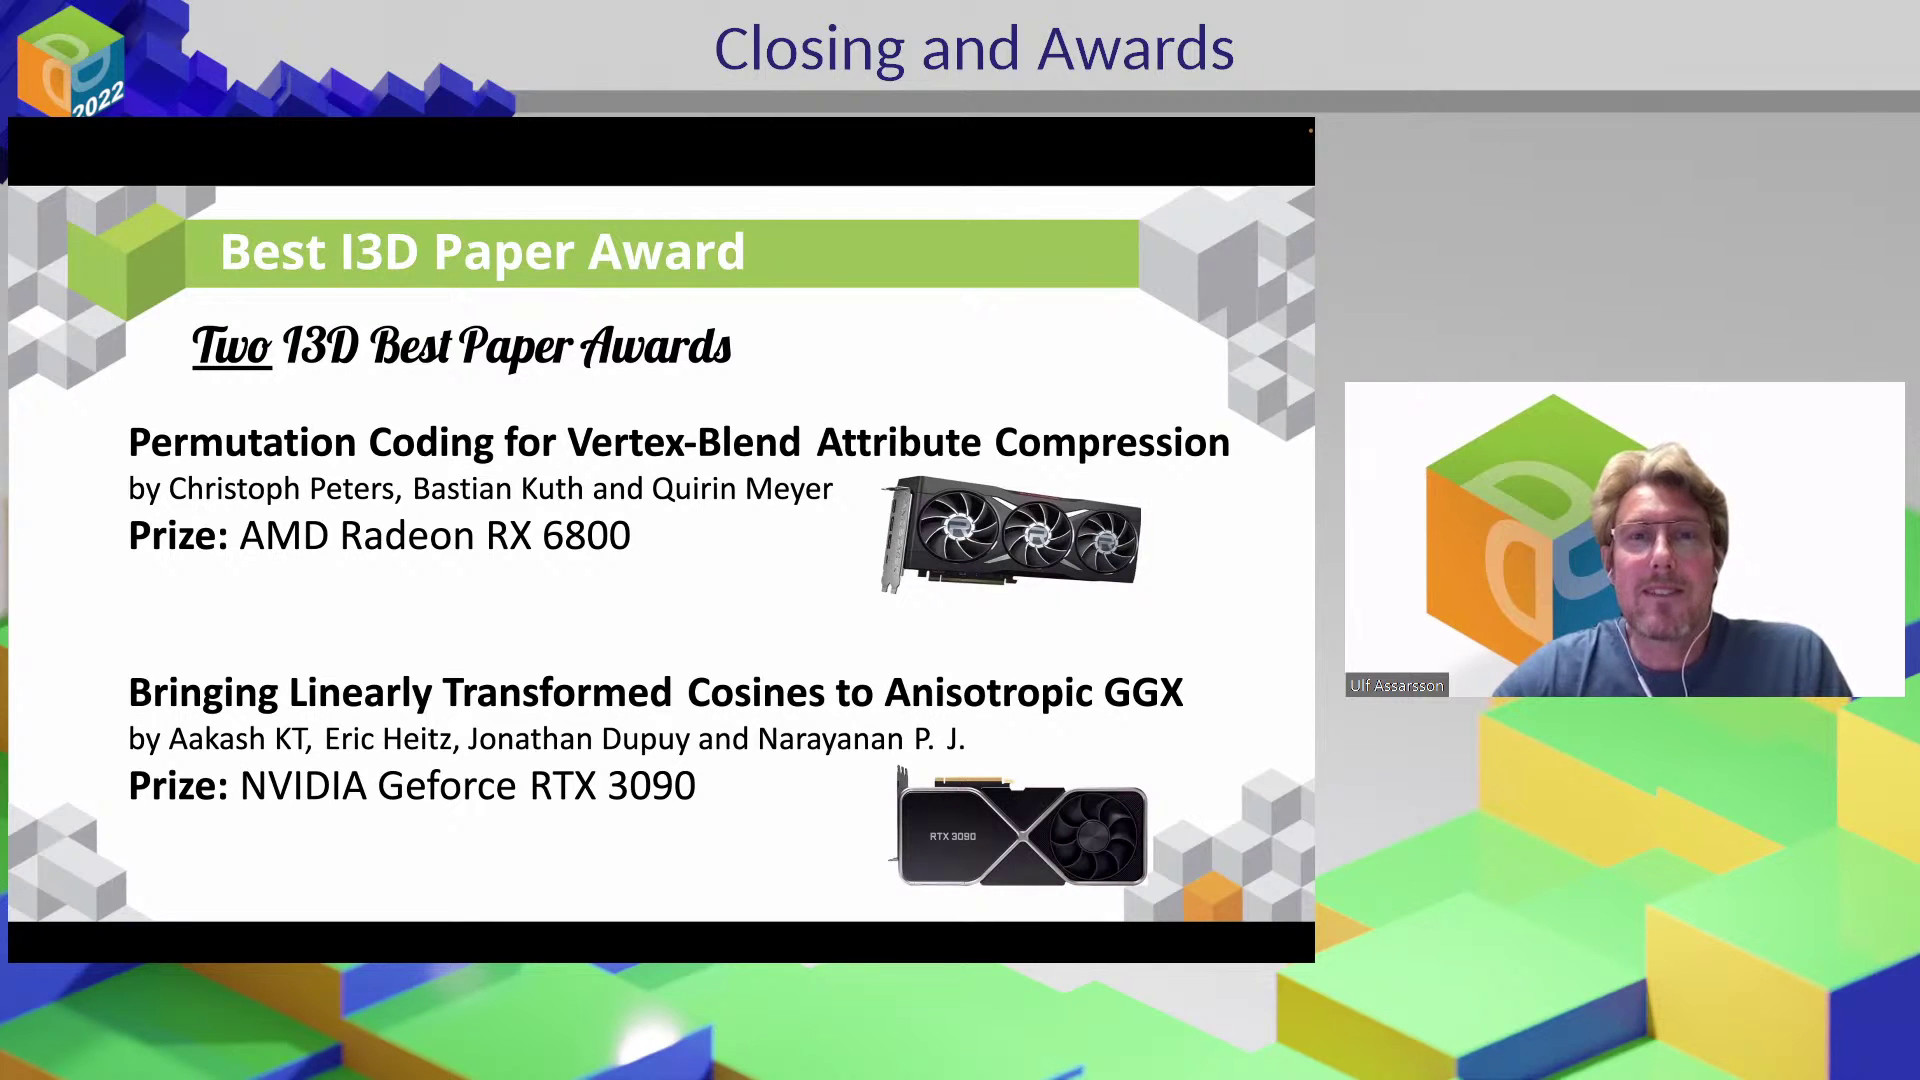 Closing and Awards
2022
Best I3D Paper Award
Two I3D Best Paper Awards
Permutation Coding for Vertex-Blend Attribute Compression
by Christoph Peters, Bastian Kuth and Quirin Meyer
Prize: AMD Radeon RX 6800
Bringing Linearly Transformed Cosines to Anisotropic GGX
by Aakash KT, Eric Heitz, Jonathan Dupuy and Narayanan P. J.
Prize: NVIDIA Geforce RTX 3090
RTX 3090
Ulf Assarsson